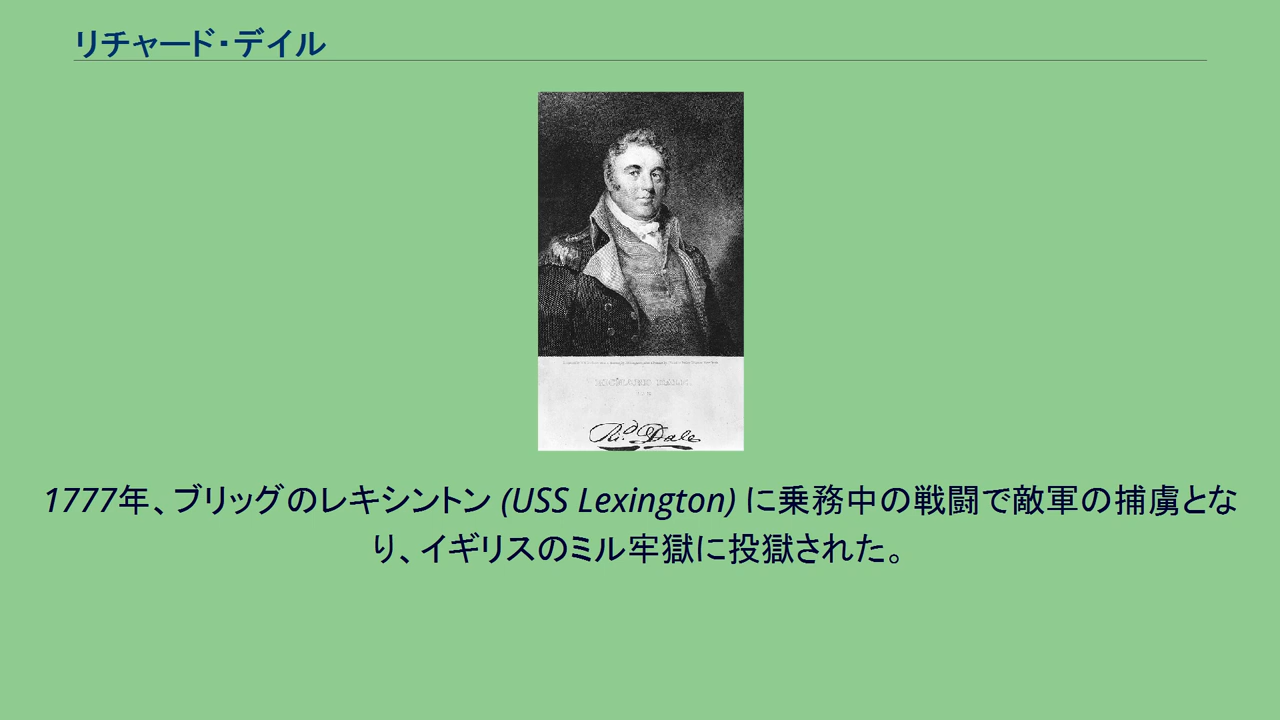 リチャード・デイル
Rd. Dale
1777年、ブリッグのレキシントン (USS Lexington) に乗務中の戦闘で敵軍の捕虜とな
り、イギリスのミル牢獄に投獄された。